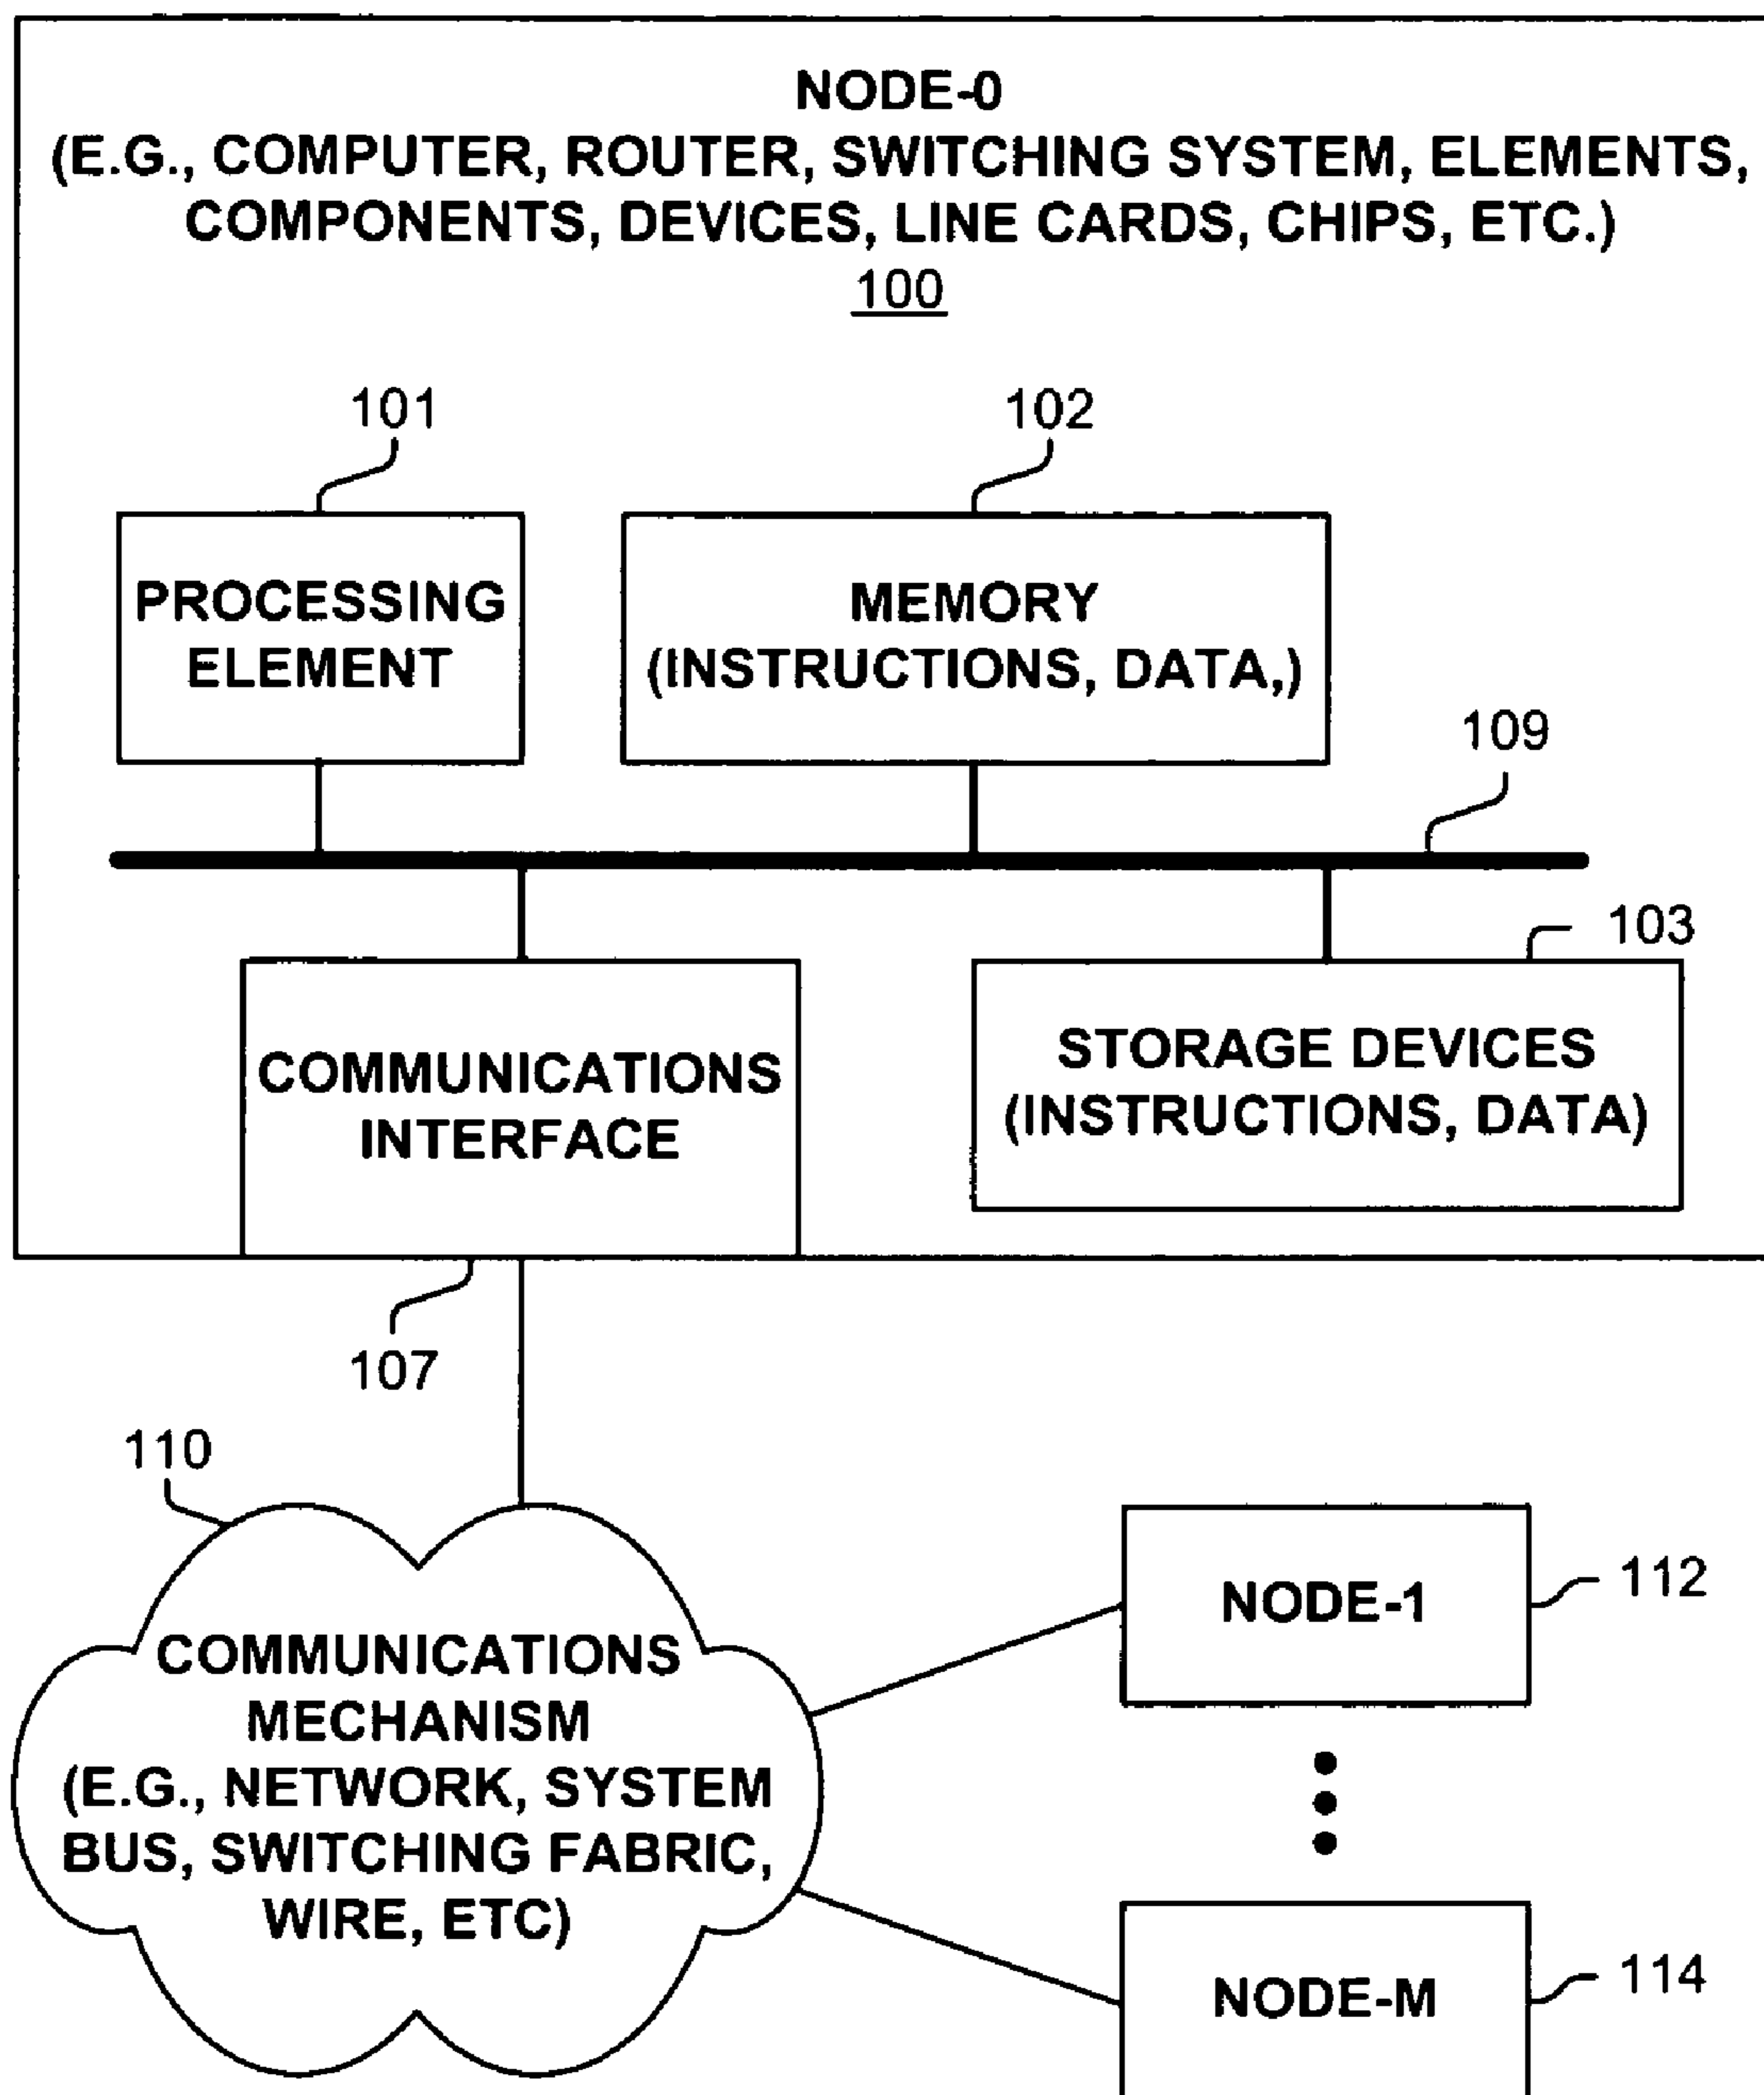 NODE-0
(E.G., COMPUTER, ROUTER, SWITCHING SYSTEM, ELEMENTS,
COMPONENTS, DEVICES, LINE CARDS, CHIPS, ETC.)
100
101
102
PROCESSING
ELEMENT
MEMORY
(INSTRUCTIONS, DATA,)
109
103
COMMUNICATIONS
INTERFACE
STORAGE DEVICES
(INSTRUCTIONS, DATA)
107
110
COMMUNICATIONS
MECHANISM
(E.G., NETWORK, SYSTEM
BUS, SWITCHING FABRIC,
WIRE, ETC)
NODE-1
112
NODE-M
114